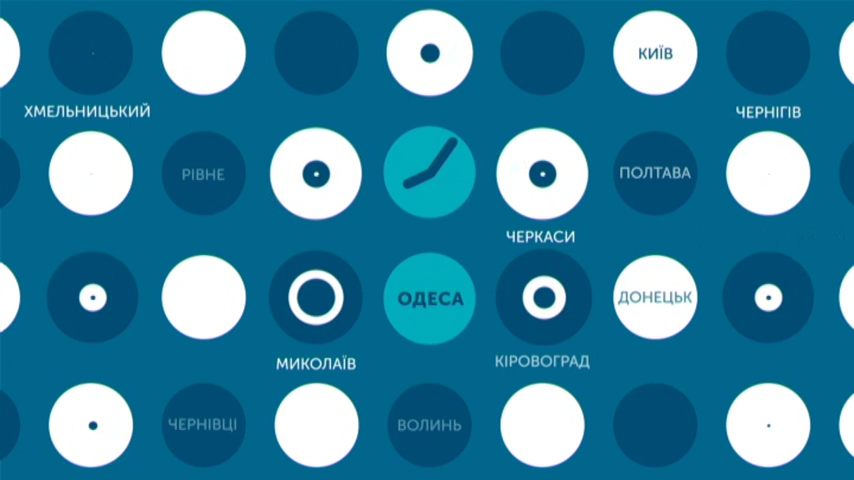 КИЇВ
ХМЕЛЬНИЦЬКИЙ
ЧЕРНІГІВ
РІВНЕ
ПОЛТАВА
ЧЕРКАСИ
ОДЕСА
ДОНЕЦЬК
МИКОЛАЇВ
КІРОВОГРАД
ЧЕРНІВЦІ
ВОЛИНЬ